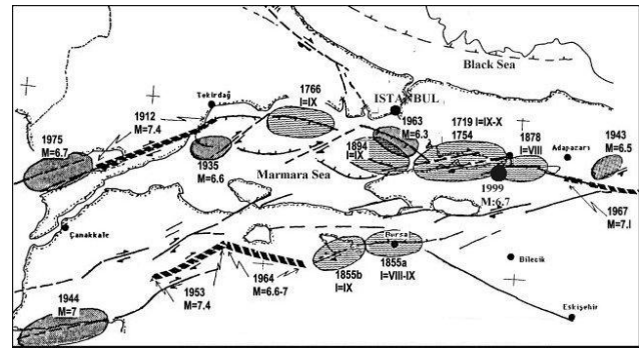 Black Sea
1766
I=IX
ISTANBUL
Tekirdağ
1912
M=7.4
1963
M=6.3
1719 I=IX-X
1754
1878
I=VIII
Adapazarı
1943
M=6.5
1975
M=6.7
1935
M=6.6
1894
I=IX
Marmara Sea
1999
M:6.7
1967
M=7.1
Çanakkale
Bursa
1855a
I=VIII-IX
Bilecik
1964
M=6.6-7
1855b
I=IX
1953
M=7.4
1944
M=7
Eskişehir